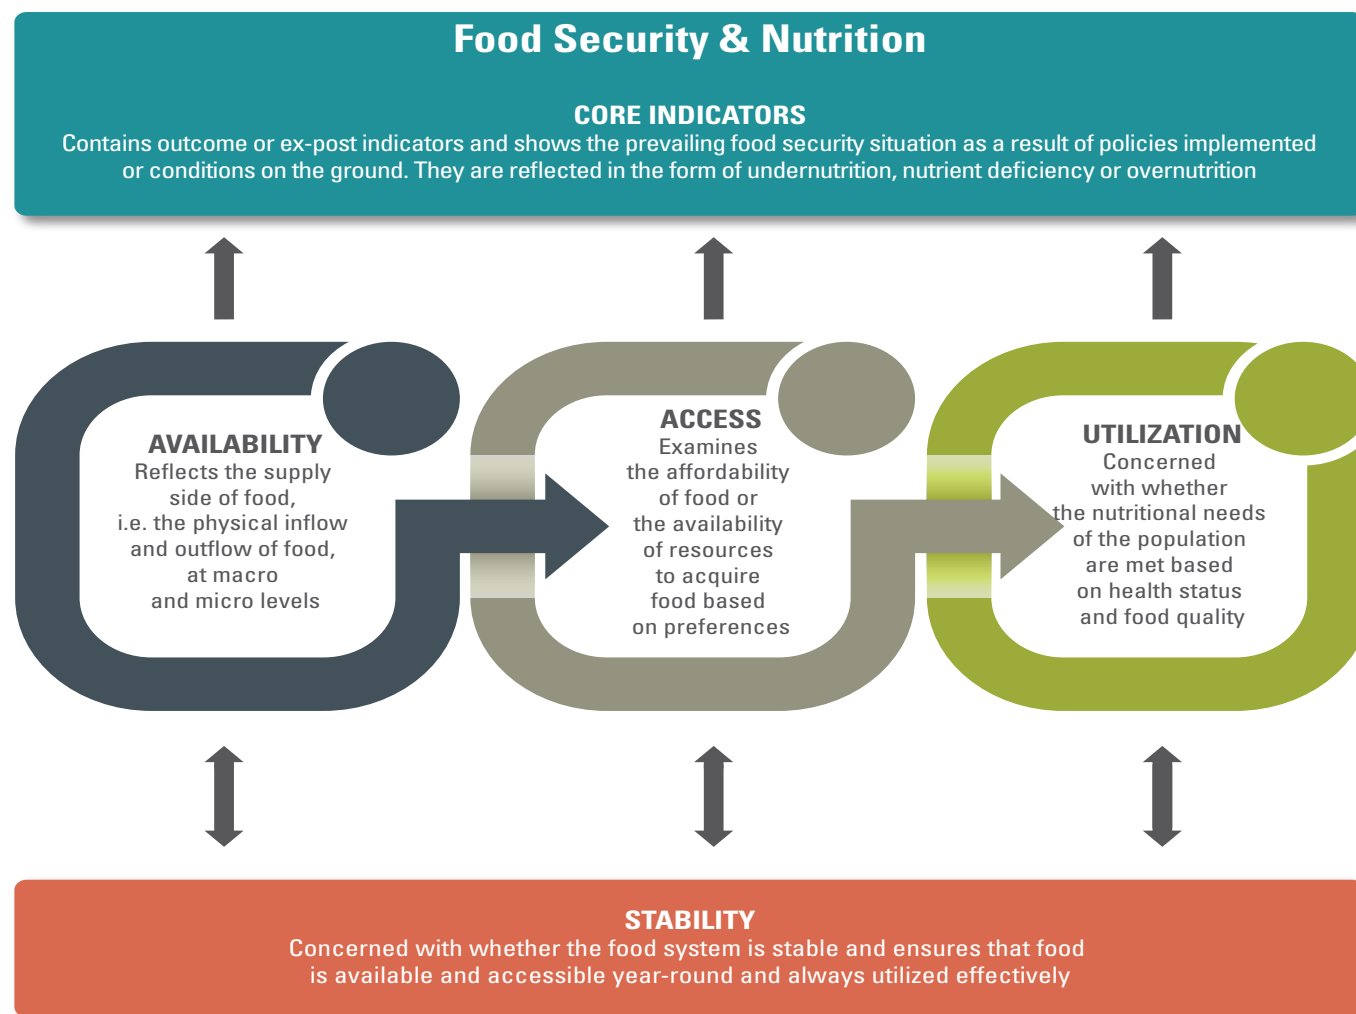 Food Security & Nutrition
CORE INDICATORS
Contains outcome or ex-post indicators and shows the prevailing food security situation as a result of policies implemented
or conditions on the ground. They are reflected in the form of undernutrition, nutrient deficiency or overnutrition
AVAILABILITY
Reflects the supply
side of food,
i.e. the physical inflow
and outflow of food,
at macro
and micro levels
ACCESS
Examines
the affordability
of food or
the availability
of resources
to acquire
food based
on preferences
UTILIZATION
Concerned
with whether
the nutritional needs
of the population
are met based
on health status
and food quality
STABILITY
Concerned with whether the food system is stable and ensures that food
is available and accessible year-round and always utilized effectively